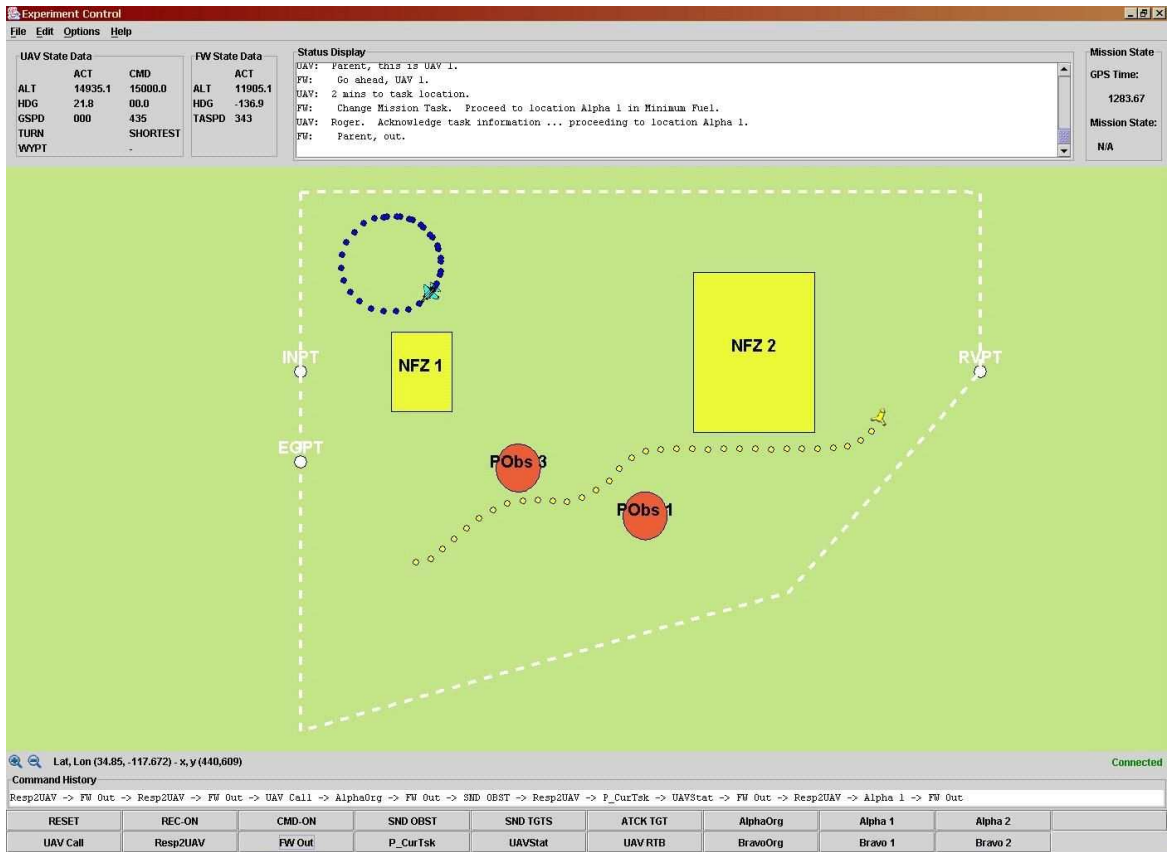 Experiment Control
File Edit Options Help
UAV State Data
ACT CMD
ALT 14935.1 15000.0
HDG 21.8 00.0
GSPD 000 435
TURN SHORTEST
WYPT -
FW State Data
ACT
ALT 11905.1
HDG -136.9
TASPD 343
Status Display
UAV: Parent, this is UAV 1.
FW: Go ahead, UAV 1.
UAV: 2 mins to task location.
FW: Change Mission Task. Proceed to location Alpha 1 in Minimum Fuel.
UAV: Roger. Acknowledge task information ... proceeding to location Alpha 1.
FW: Parent, out.
Mission State
GPS Time:
1283.67
Mission State:
N/A
NFZ 2
INPT
NFZ 1
RVPT
EGPT
PObs 3
PObs 1
Lat, Lon (34.85, -117.672) - x, y (440,609)
Connected
Command History
Resp2UAV -> FW Out -> Resp2UAV -> FW Out -> UAV Call -> AlphaOrg -> FW Out -> SND OBST -> Resp2UAV -> P_CurTsk -> UAVStat -> FW Out -> Resp2UAV -> Alpha 1 -> FW Out
RESET REC-ON CMD-ON SND OBST SND TGTS ATCK TGT AlphaOrg Alpha 1 Alpha 2
UAV Call Resp2UAV FW Out P_CurTsk UAVStat UAV RTB BravoOrg Bravo 1 Bravo 2